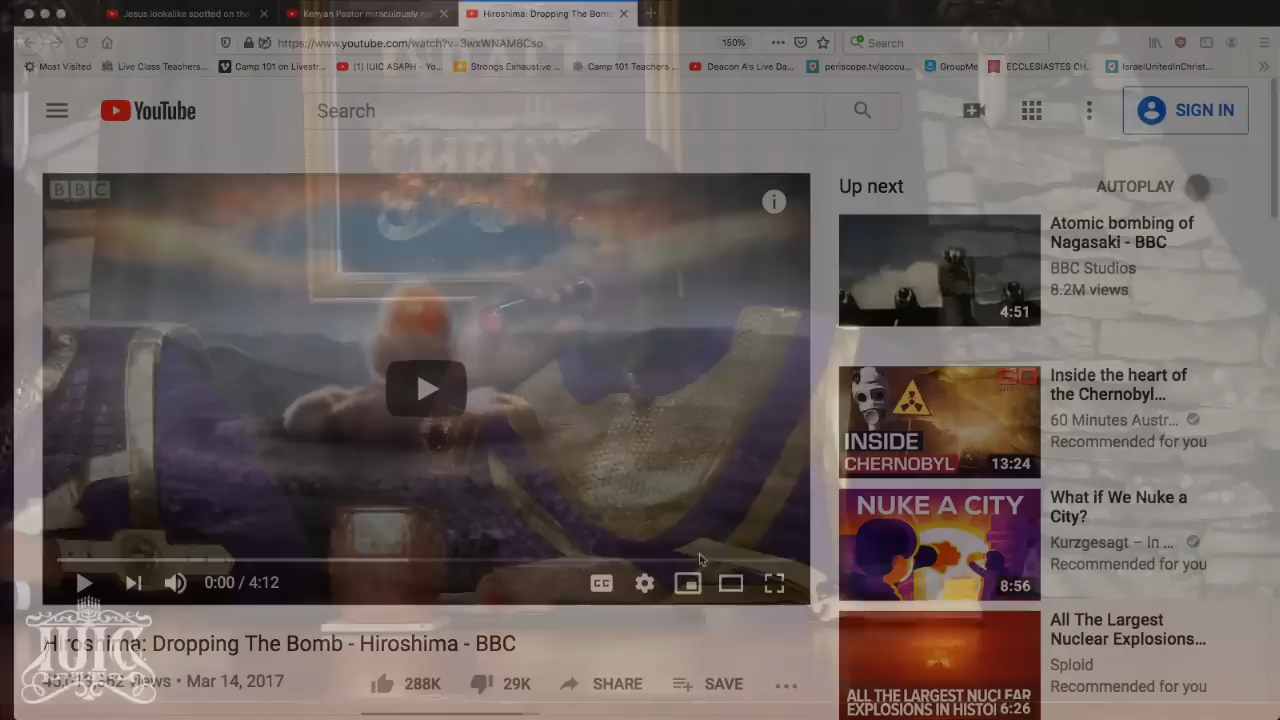 Jesus lookalike spotted on the
Kenyan Pastor miraculously
Hiroshima: Dropping The Bomb
https://www.youtube.com/watch?v=3wxWNAM8Cso
150%
Search
Most Visited
Live Class Teachers...
Camp 101 on Livestr...
(1) IUIC ASAPH - Yo...
Strongs Exhaustive ...
Camp 101 Teachers ...
Deacon A's Live Da...
periscope.tv/accou...
GroupMe
ECCLESIASTES CH...
IsraelUnitedInChrist...
YouTube
Search
SIGN IN
CHRIST
BBC
Up next
AUTOPLAY
Atomic bombing of
Nagasaki - BBC
BBC Studios
8.2M views
4:51
Inside the heart of
the Chernobyl...
60 Minutes Austr...
Recommended for you
60
INSIDE
CHERNOBYL
13:24
What if We Nuke a
City?
Kurzgesagt – In ...
Recommended for you
NUKE A CITY
8:56
0:00 / 4:12
CC
Hiroshima: Dropping The Bomb - Hiroshima - BBC
views • Mar 14, 2017
288K
29K
SHARE
SAVE
IUIC
All The Largest
Nuclear Explosions...
Sploid
Recommended for you
ALL THE LARGEST NUCLEAR
EXPLOSIONS IN HISTO
6:26